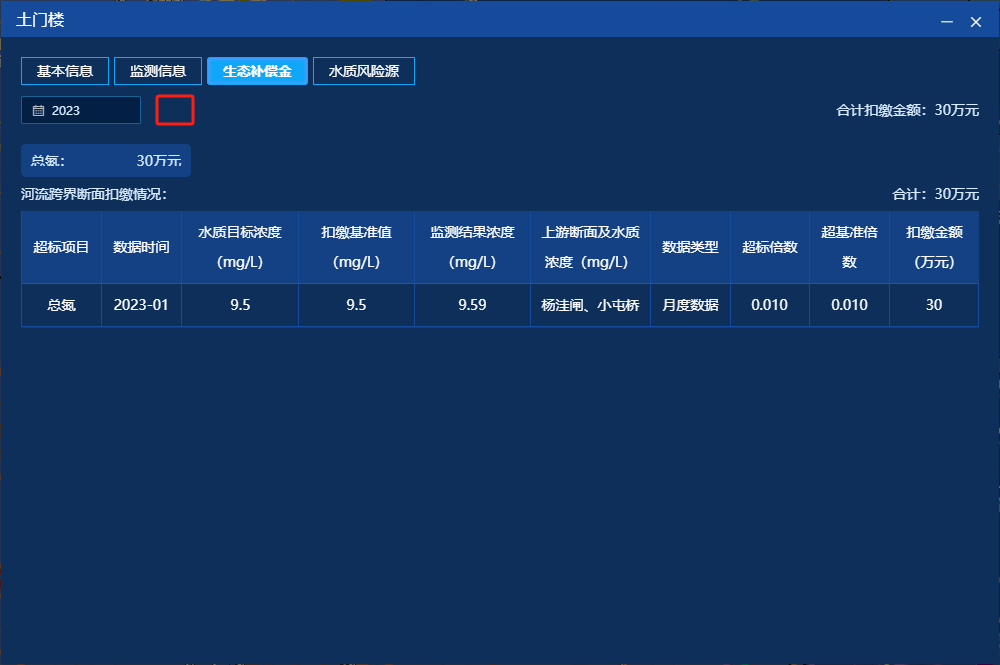 土门楼
基本信息 监测信息 生态补偿金 水质风险源
2023 合计扣缴金额：30万元
总氮： 30万元
河流跨界断面扣缴情况： 合计：30万元
超标项目 数据时间 水质目标浓度（mg/L） 扣缴基准值（mg/L） 监测结果浓度（mg/L） 上游断面及水质浓度（mg/L） 数据类型 超标倍数 超基准倍数 扣缴金额（万元）
总氮 2023-01 9.5 9.5 9.59 杨洼闸、小屯桥 月度数据 0.010 0.010 30